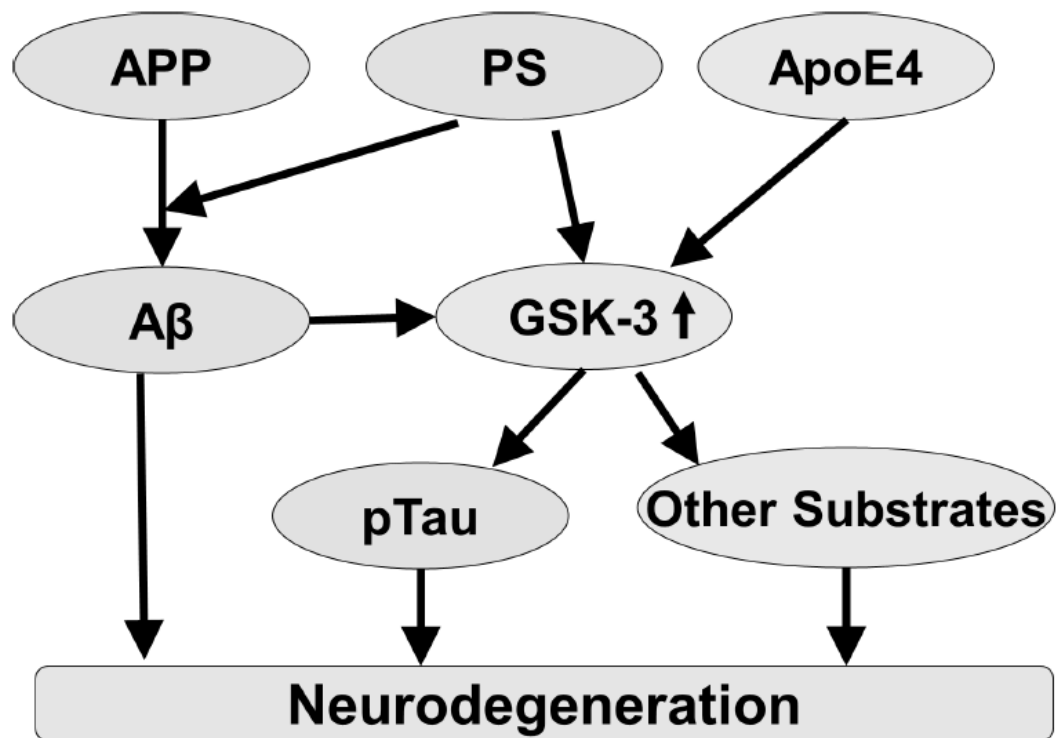 APP
PS
ApoE4
Aβ
GSK-3
pTau
Other Substrates
Neurodegeneration